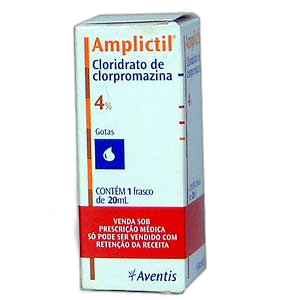 Amplictil®
Cloridrato de
clorpromazina
4%
Gotas
CONTÉM 1 frasco
de 20mL
VENDA SOB
PRESCRIÇÃO MÉDICA
SÓ PODE SER VENDIDO COM
RETENÇÃO DA RECEITA
Aventis